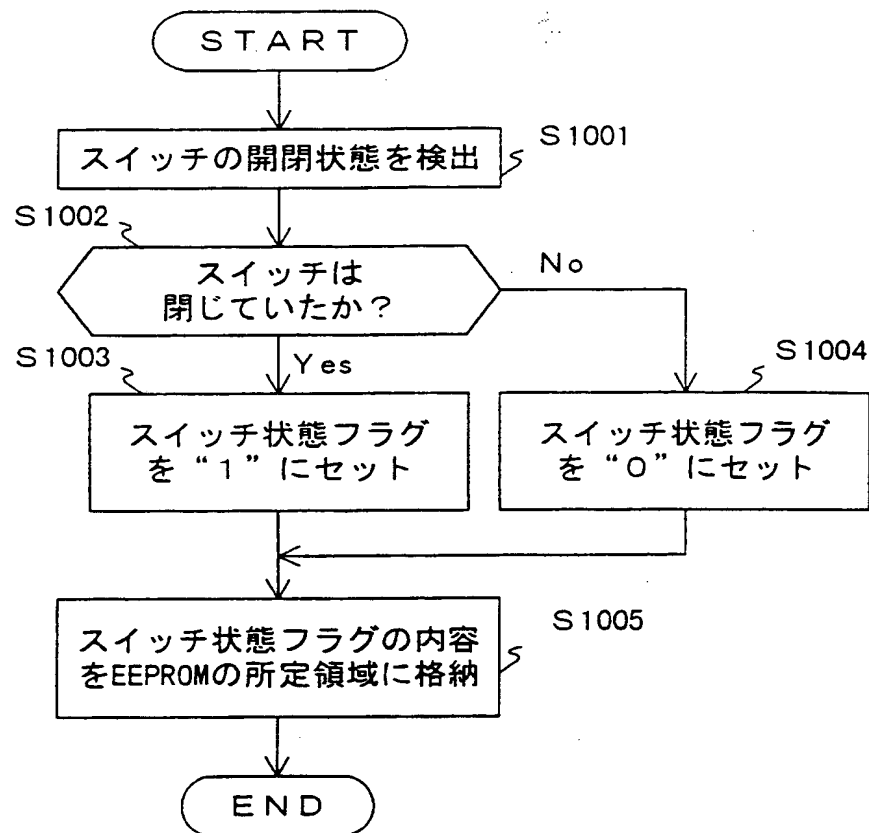 START
スイッチの開閉状態を検出
S1001
S1002
スイッチは
閉じていたか?
No
Yes
S1003
スイッチ状態フラグ
を“1”にセット
S1004
スイッチ状態フラグ
を“0”にセット
スイッチ状態フラグの内容
をEEPROMの所定領域に格納
S1005
END